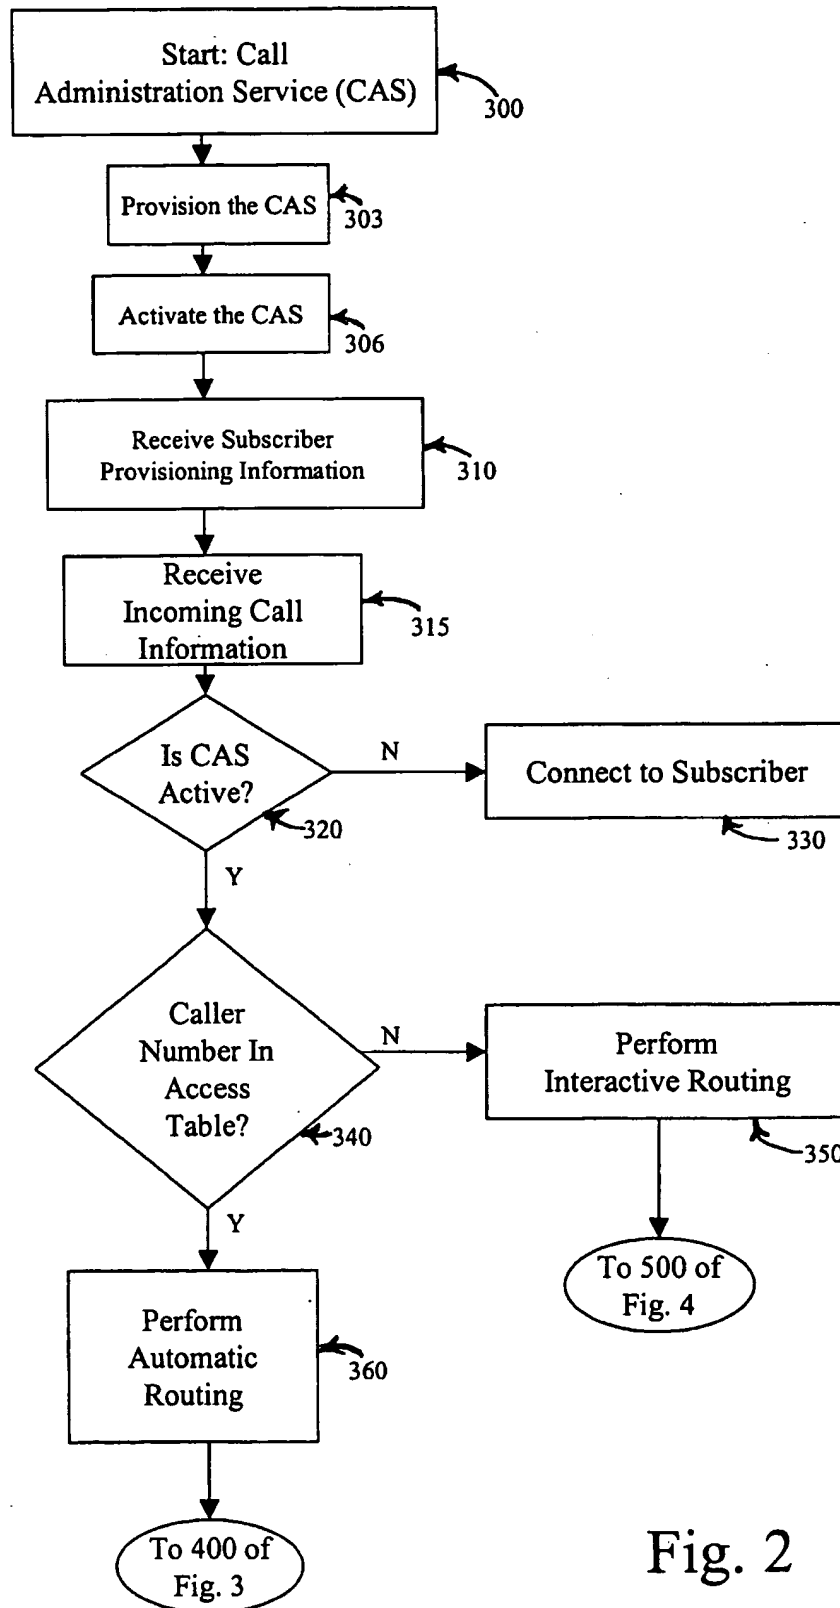 Start: Call
Administration Service (CAS)
300
Provision the CAS
303
Activate the CAS
306
Receive Subscriber
Provisioning Information
310
Receive
Incoming Call
Information
315
Is CAS
Active?
320
N
Connect to Subscriber
330
Y
Caller
Number In
Access
Table?
340
N
Perform
Interactive Routing
350
To 500 of
Fig. 4
Y
Perform
Automatic
Routing
360
To 400 of
Fig. 3
Fig. 2